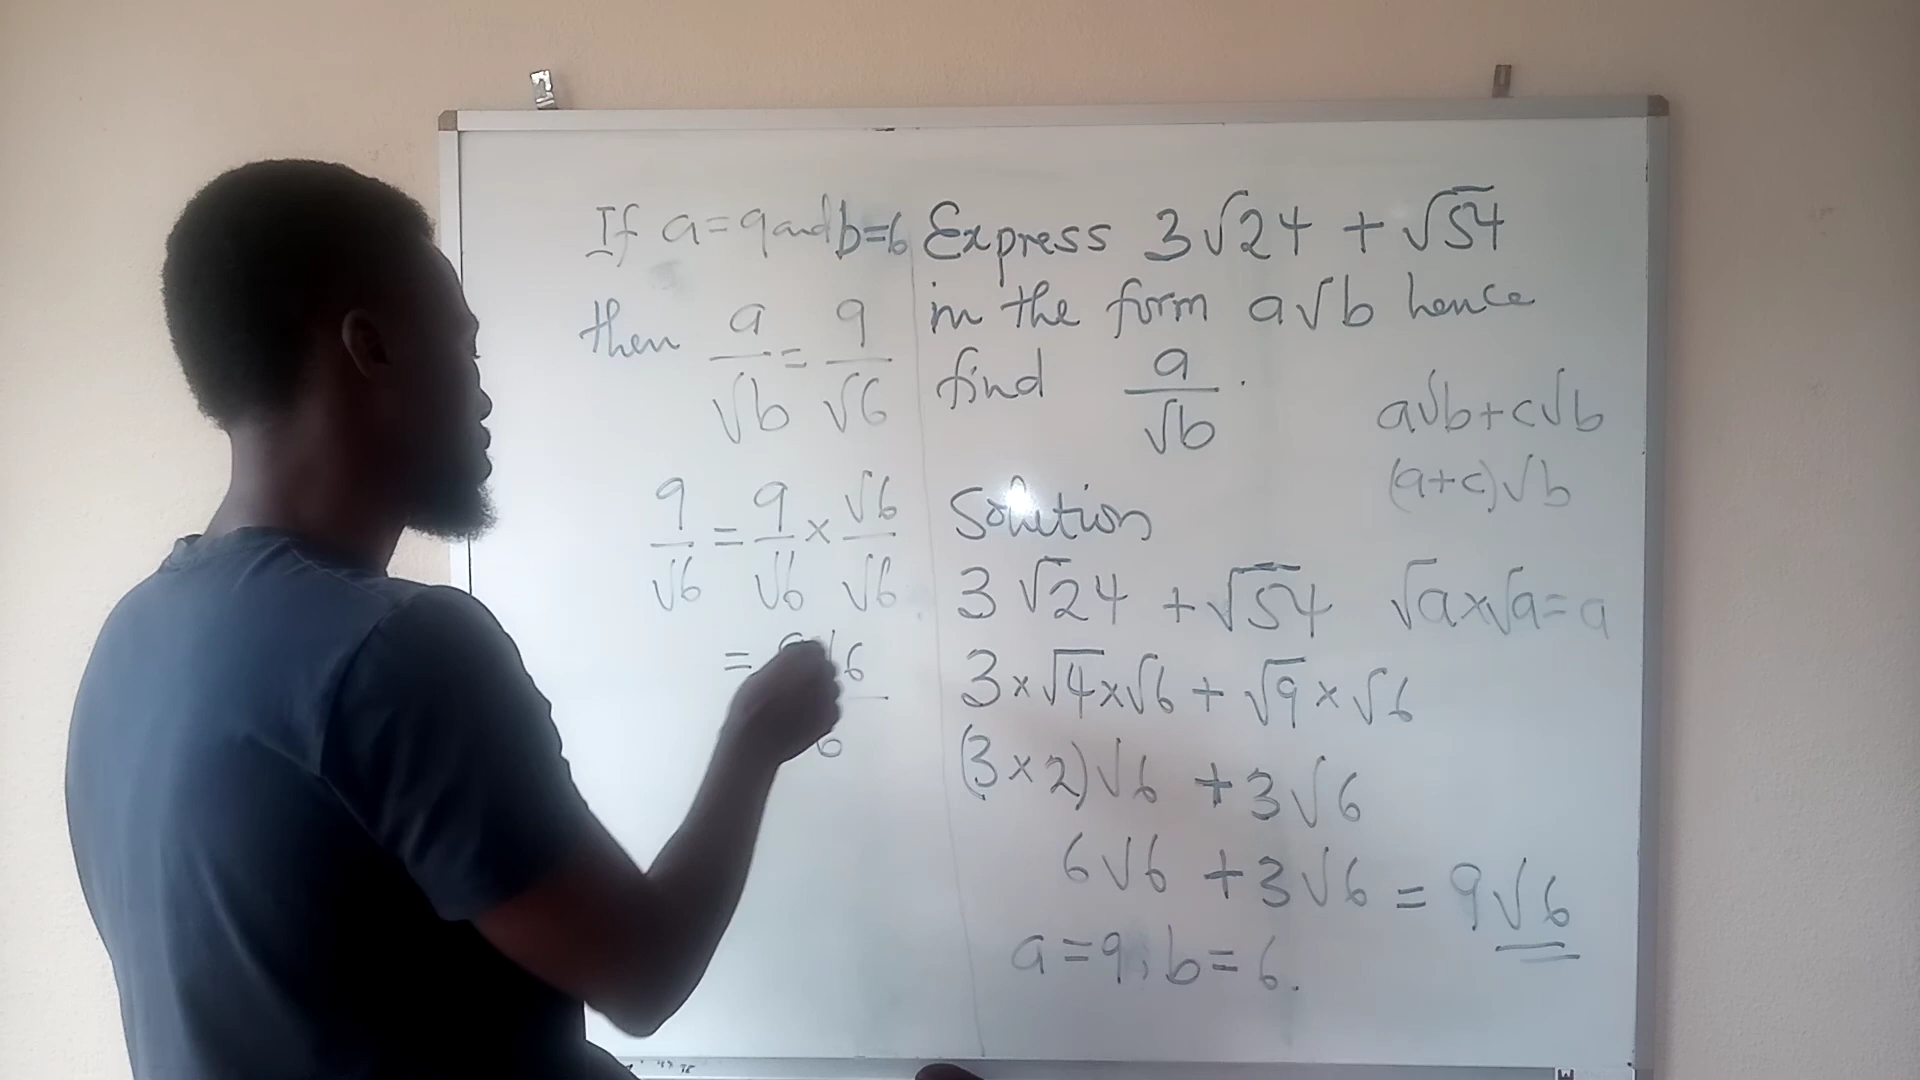 Express 3√24 + √54
in the form a√b hence
find a/√b.
Solution
3√24 + √54
3×√4×√6 + √9×√6
(3×2)√6 + 3√6
6√6 + 3√6 = 9√6
a=9, b=6.
a√b+c√b
(a+c)√b
√a×√a=a
If a=9 and b=6
then a/√b = 9/√6
9/√6 = 9/√6 × √6/√6